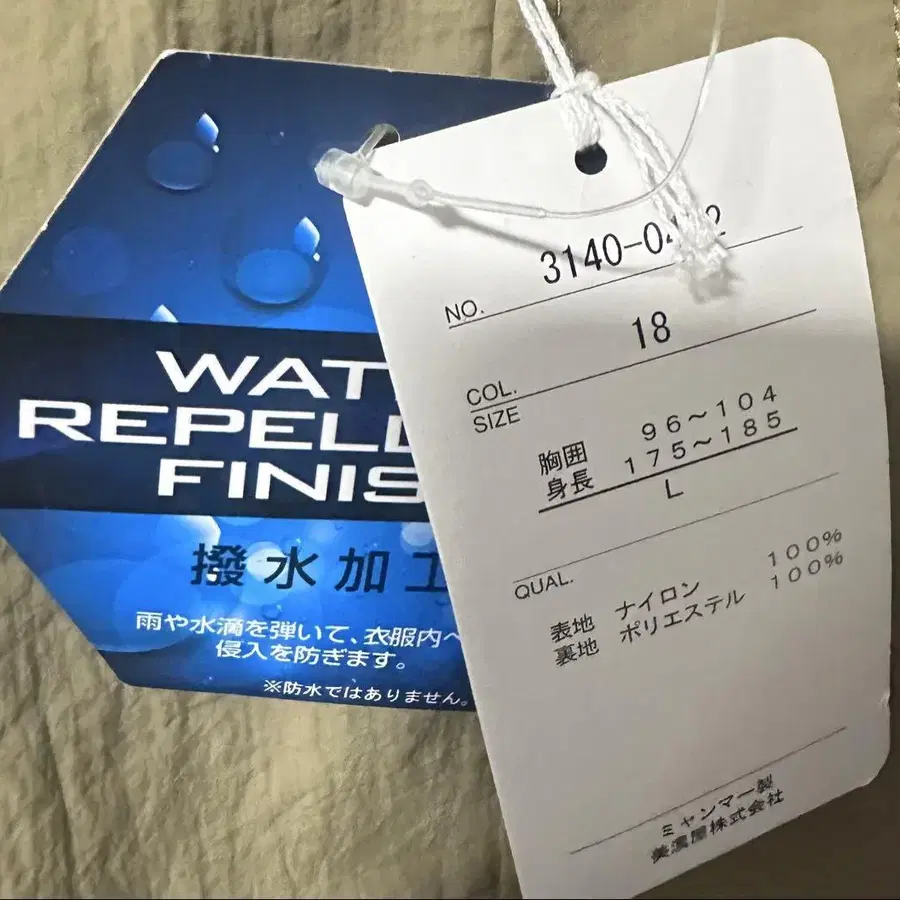 WAT
REPELL
FINIS
撥水加工
雨や水滴を弾いて、衣服内へ
侵入を防ぎます。
※防水ではありません。
NO.
COL. 18
SIZE
胸囲 96～104
身長 175～185
L
QUAL.
表地 ナイロン 100%
裏地 ポリエステル 100%
ミャンマー製
美濃屋株式会社